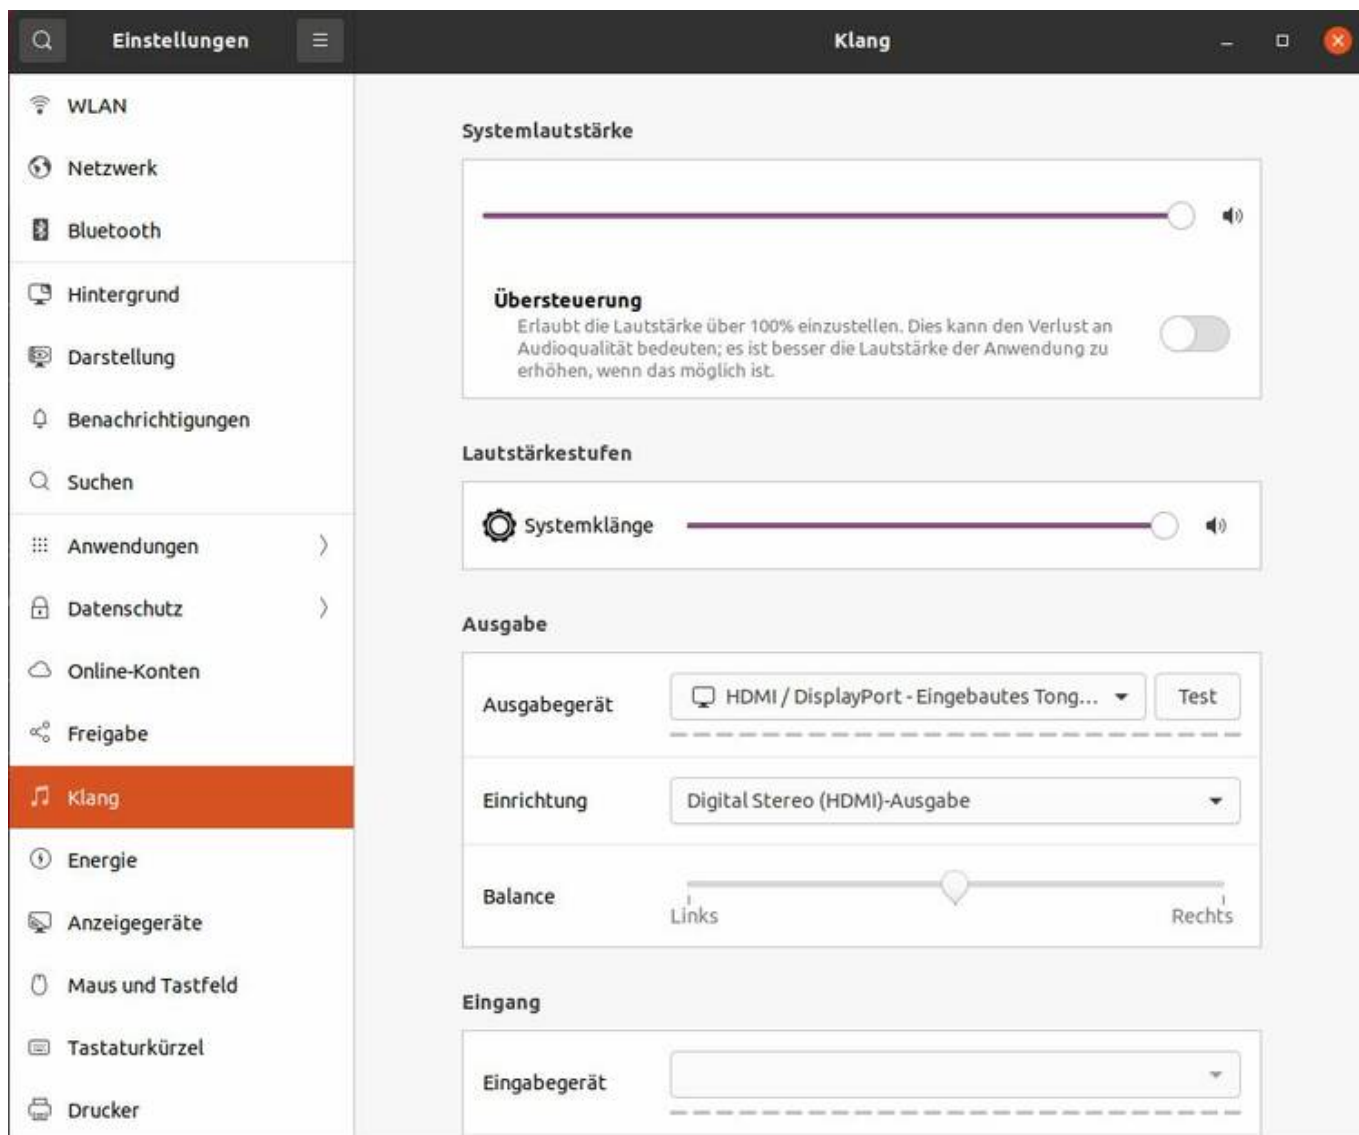 Einstellungen
Klang
WLAN
Netzwerk
Bluetooth
Hintergrund
Darstellung
Benachrichtigungen
Suchen
Anwendungen
Datenschutz
Online-Konten
Freigabe
Klang
Energie
Anzeigegeräte
Maus und Tastfeld
Tastaturkürzel
Drucker
Systemlautstärke
Übersteuerung
Erlaubt die Lautstärke über 100% einzustellen. Dies kann den Verlust an
Audioqualität bedeuten; es ist besser die Lautstärke der Anwendung zu
erhöhen, wenn das möglich ist.
Lautstärkestufen
Systemklänge
Ausgabe
Ausgabegerät
HDMI / DisplayPort - Eingebautes Tong...
Test
Einrichtung
Digital Stereo (HDMI)-Ausgabe
Balance
Links
Rechts
Eingang
Eingabegerät